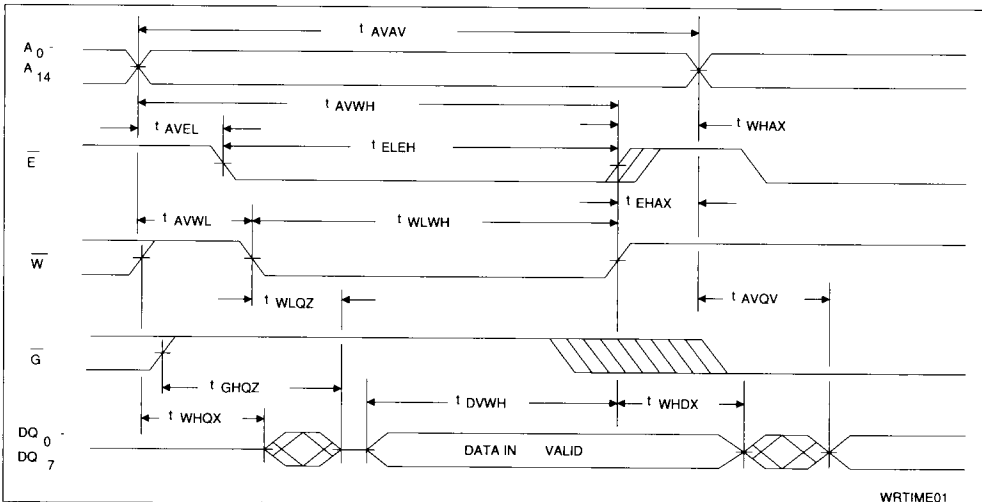 t AVAV
A 0 -
A 14
t AVWH
t AVEL
t WHAX
t ELEH
E
t EHAX
t AVWL
t WLWH
W
t WLQZ
t AVQV
G
t GHQZ
t DVWH
t WHDX
t WHQX
DQ 0 -
DQ 7
DATA IN VALID
WRTIME01